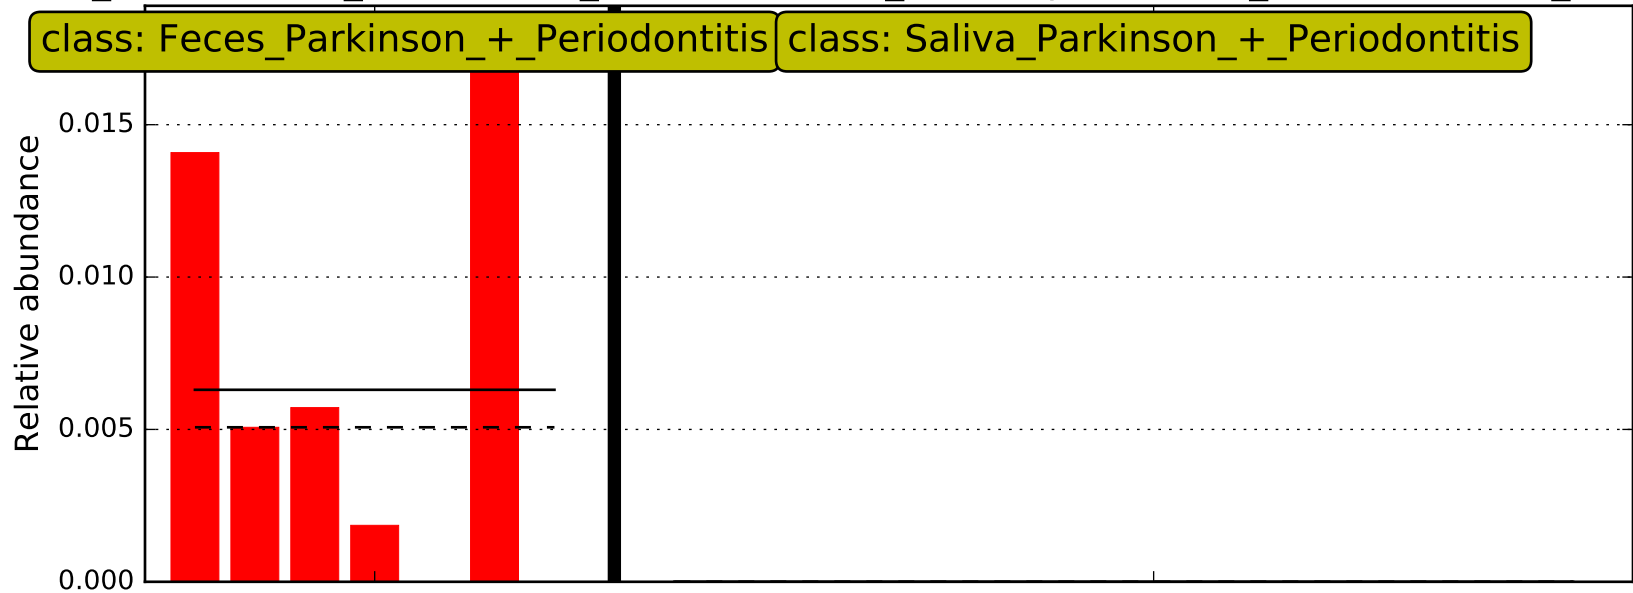 class: Feces_Parkinson_+_Periodontitis
class: Saliva_Parkinson_+_Periodontitis
Relative abundance
0.015
0.010
0.005
0.000